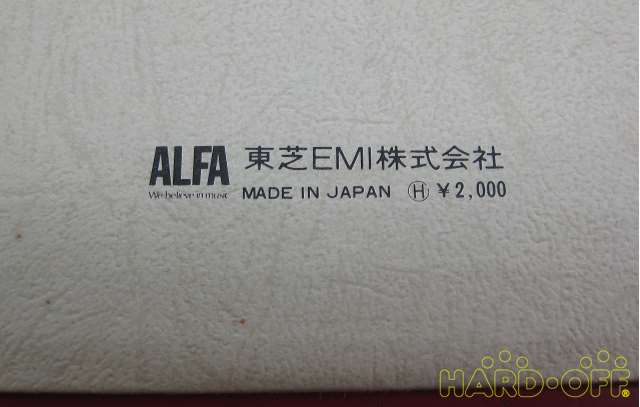 ALFA 東芝EMI株式会社
We believe in music MADE IN JAPAN Ⓗ ¥2,000
HARD-OFF